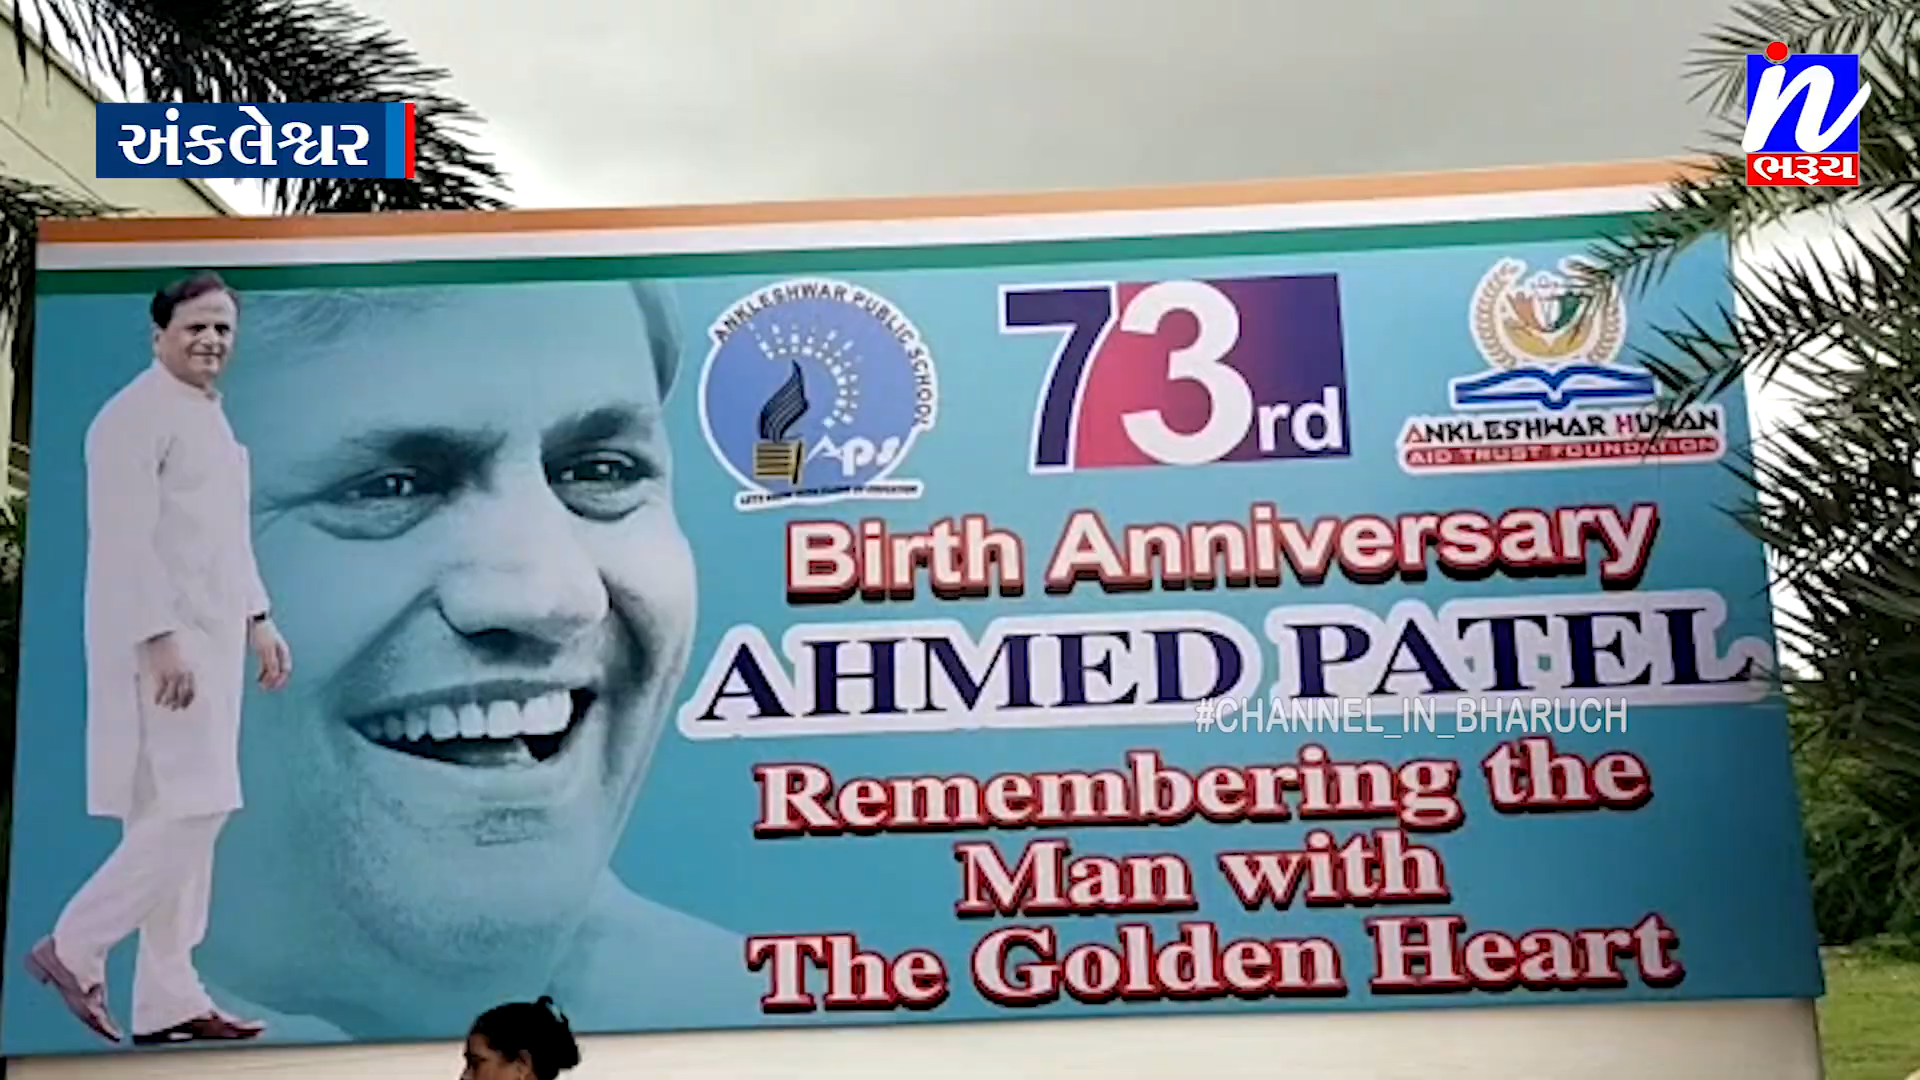 અંકલેશ્વર
in
ભરૂચ
ANKLESHWAR PUBLIC SCHOOL
APS
73rd
ANKLESHWAR HUMAN
AID TRUST FOUNDATION
Birth Anniversary
AHMED PATEL
#CHANNEL_IN_BHARUCH
Remembering the
Man with
The Golden Heart